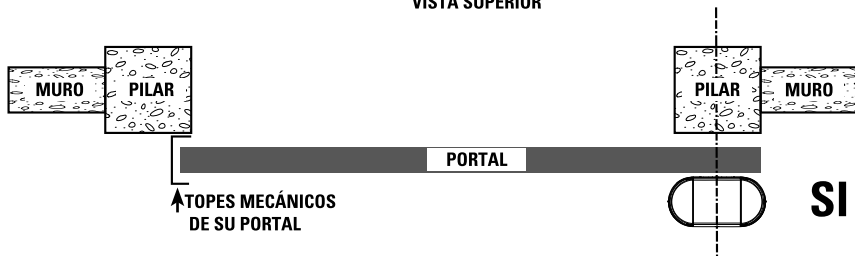 VISTA SUPERIOR
MURO PILAR PILAR MURO
PORTAL
SI
TOPES MECÁNICOS
DE SU PORTAL